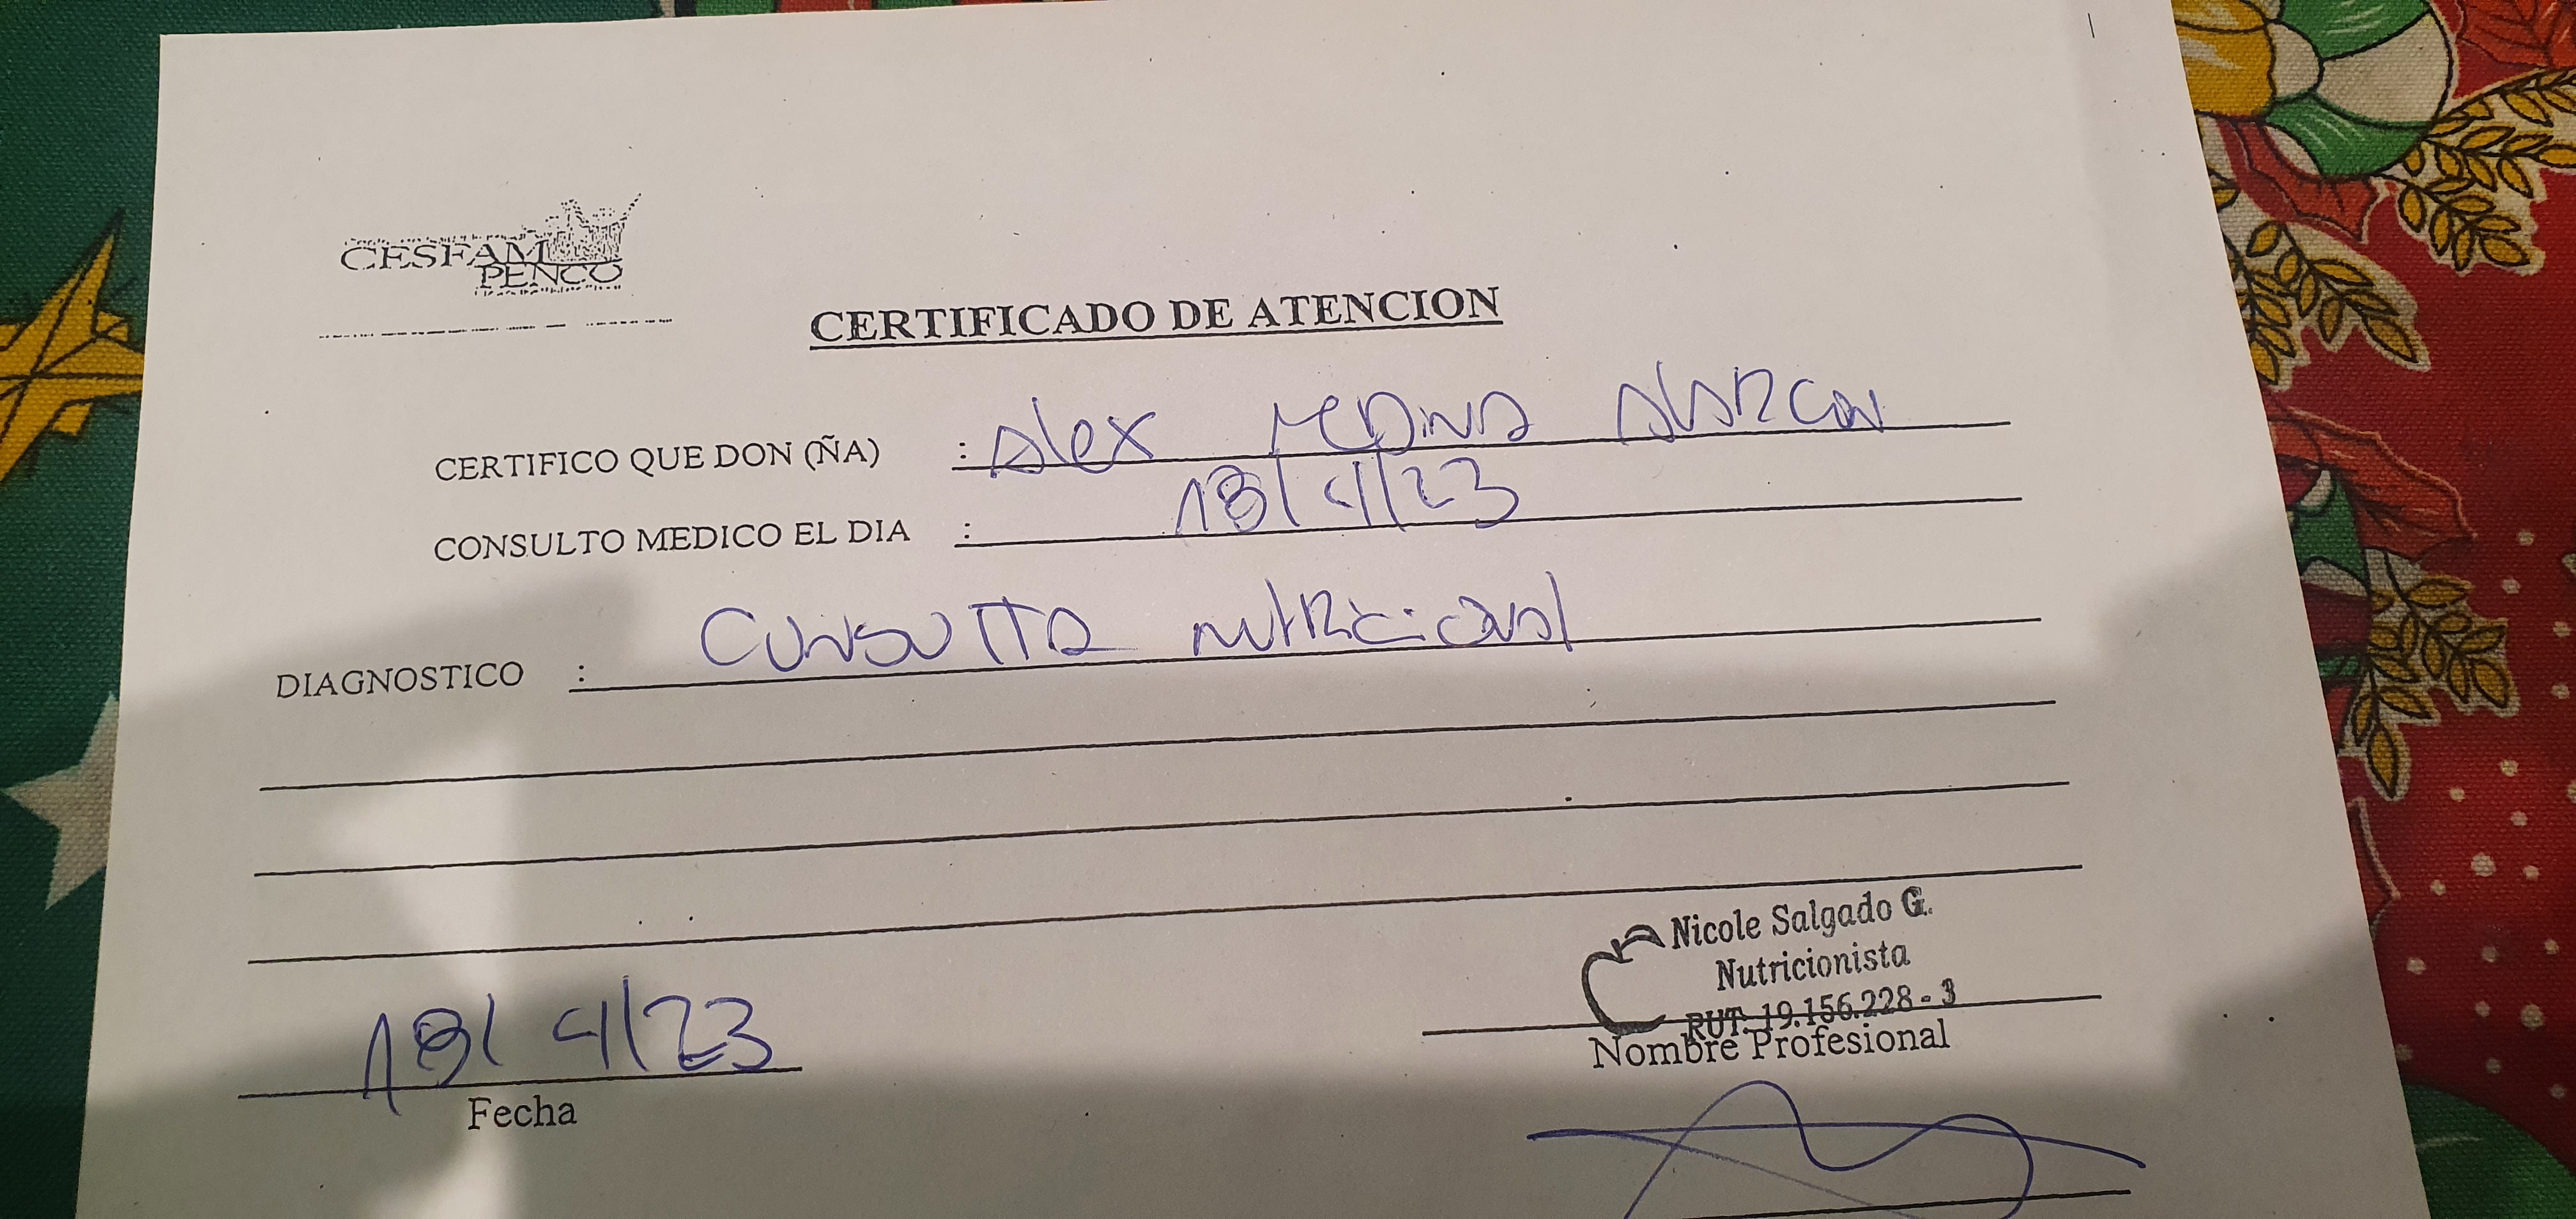 CESFAM
PENCO
CERTIFICADO DE ATENCION
CERTIFICO QUE DON (ÑA) : Alex MEDINA AlARCON
CONSULTO MEDICO EL DIA : 18/4/23
DIAGNOSTICO : CONSULTA NUTRICIONAL
Nicole Salgado G.
Nutricionista
RUT: 19.156.228-3
Nombre Profesional
18/4/23
Fecha